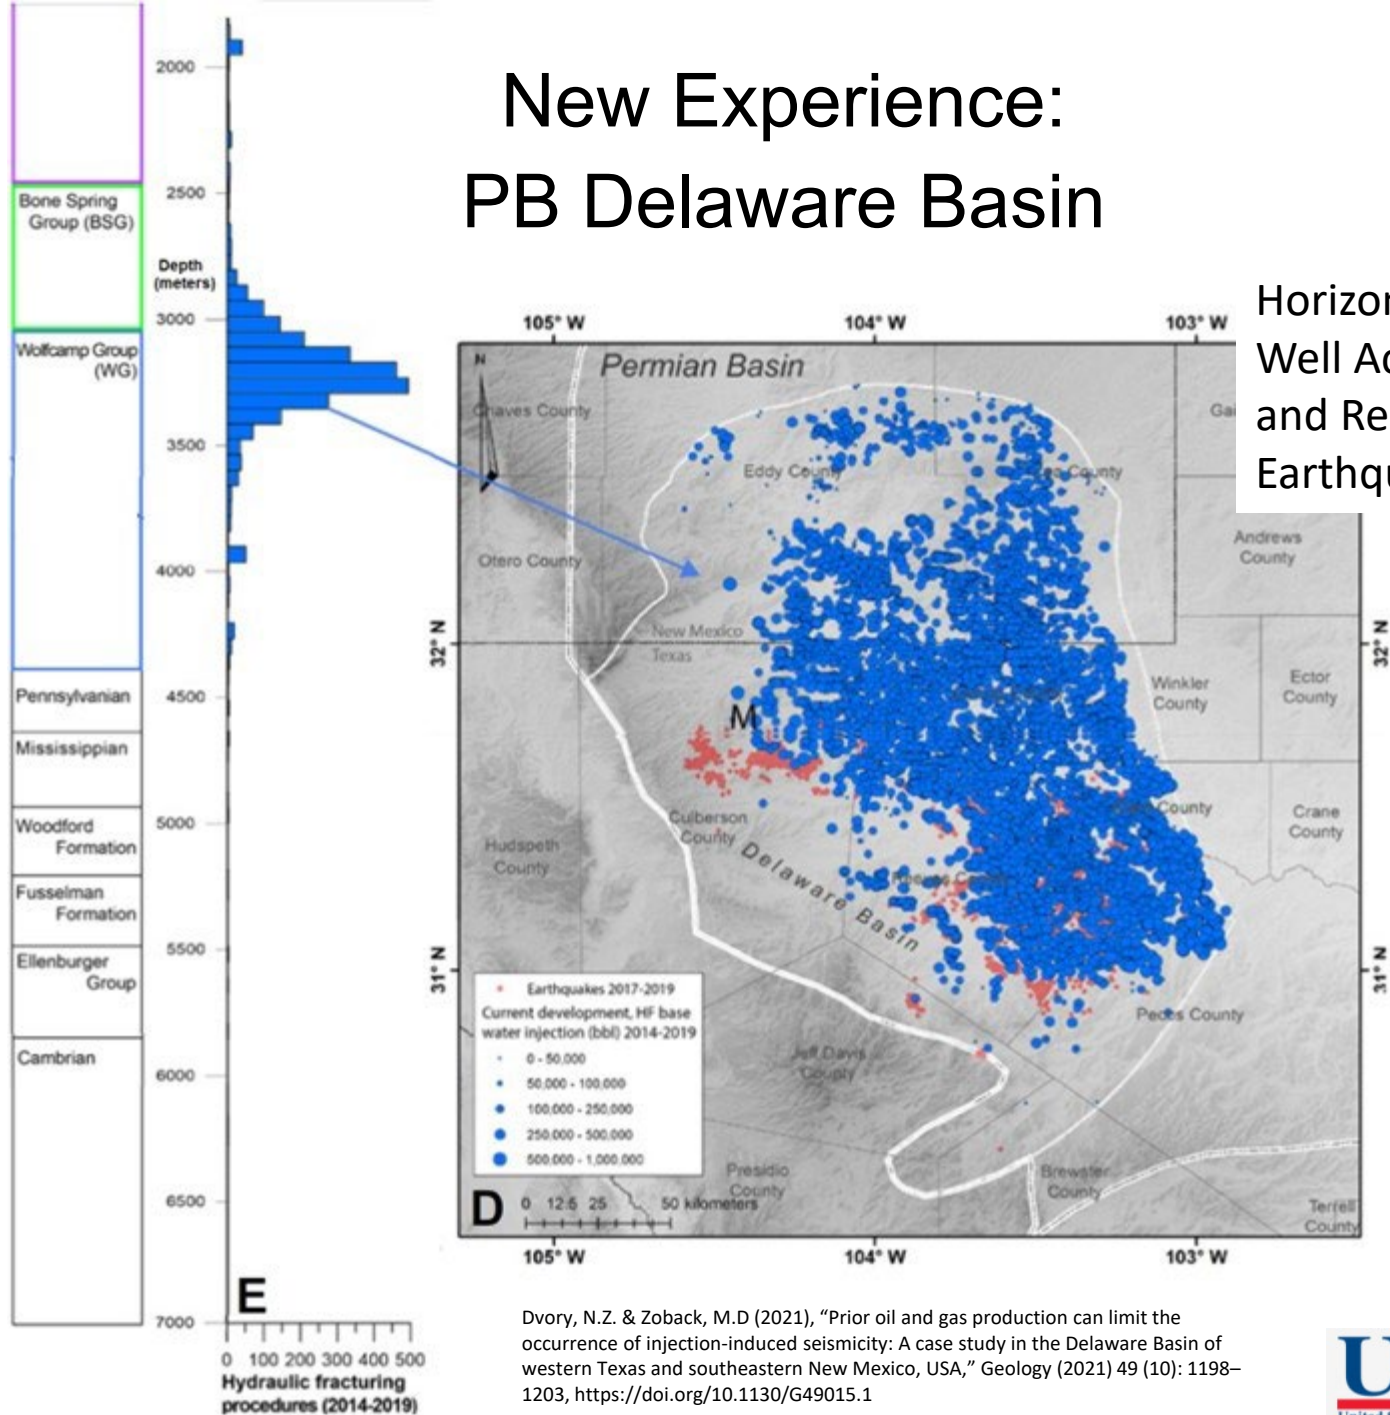 New Experience:
PB Delaware Basin
Bone Spring
Group (BSG)
Wolfcamp Group
(WG)
Pennsylvanian
Mississippian
Woodford
Formation
Fusselman
Formation
Ellenburger
Group
Cambrian
2000
2500
Depth
(meters)
3000
3500
4000
4500
5000
5500
6000
6500
7000
E
0 100 200 300 400 500
Hydraulic fracturing
procedures (2014-2019)
Well
and
105° W
104° W
103° W
Permian Basin
N
Chaves County
Eddy County
Otero County
Andrews
County
New Mexico
Texas
32° N
32° N
Winkler
County
Ector
County
M
Culberson
County
County
Crane
County
Hudspeth
County
Delaware Basin
31° N
31° N
Pecos County
Jeff Davis
County
Presidio
County
Brewster
County
Terrell
County
Earthquakes 2017-2019
Current development, HF base
water injection (bbl) 2014-2019
0 - 50,000
50,000 - 100,000
100,000 - 250,000
250,000 - 500,000
500,000 - 1,000,000
D
0 12.5 25 50 kilometers
105° W
104° W
103° W
Dvory, N.Z. & Zoback, M.D (2021), “Prior oil and gas production can limit the
occurrence of injection-induced seismicity: A case study in the Delaware Basin of
western Texas and southeastern New Mexico, USA,” Geology (2021) 49 (10): 1198–
1203, https://doi.org/10.1130/G49015.1